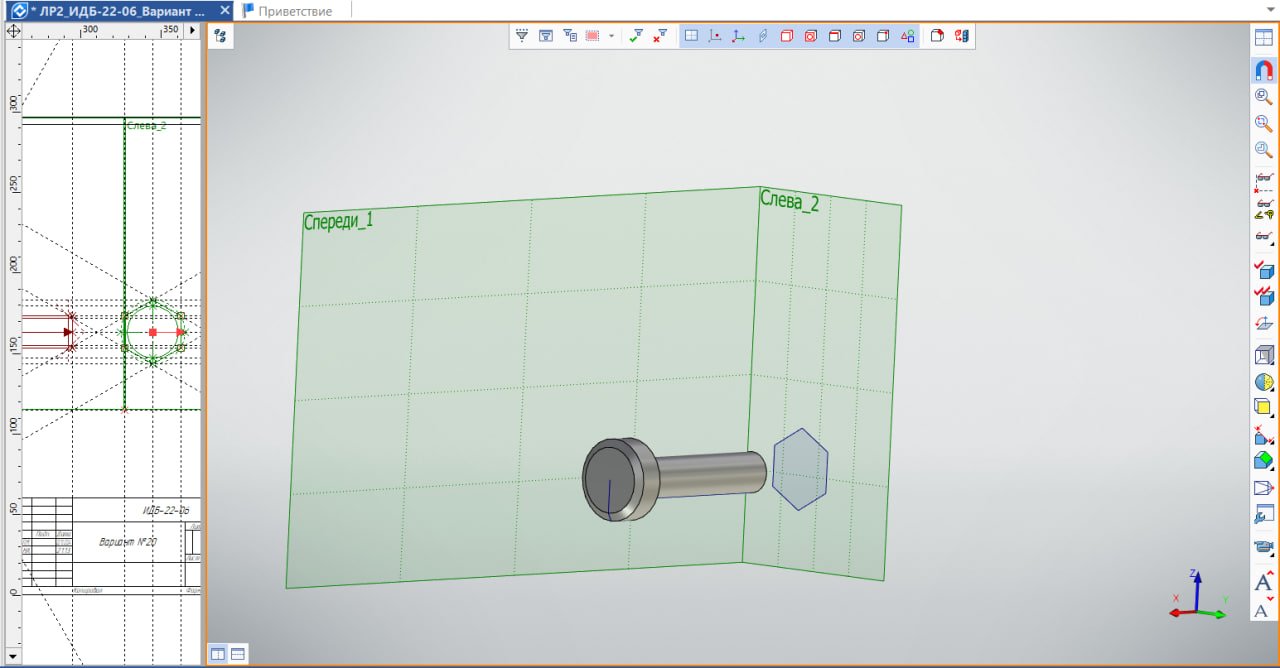 * ЛР2_ИДБ-22-06_Вариант ...
Приветствие
300
350
300
250
200
150
100
50
0
Слева_2
Спереди_1
Слева_2
ИДБ-22-06
Вариант №20
Копировал
Z
X
Y
A
A